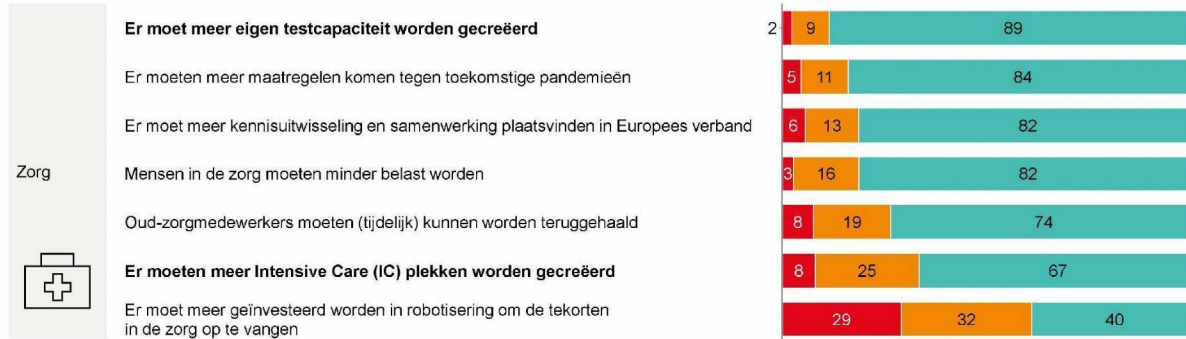 Er moet meer eigen testcapaciteit worden gecreëerd
2 9 89
Er moeten meer maatregelen komen tegen toekomstige pandemieën
5 11 84
Er moet meer kennisuitwisseling en samenwerking plaatsvinden in Europees verband
6 13 82
Zorg
Mensen in de zorg moeten minder belast worden
3 16 82
Oud-zorgmedewerkers moeten (tijdelijk) kunnen worden teruggehaald
8 19 74
Er moeten meer Intensive Care (IC) plekken worden gecreëerd
8 25 67
Er moet meer geïnvesteerd worden in robotisering om de tekorten
in de zorg op te vangen
29 32 40